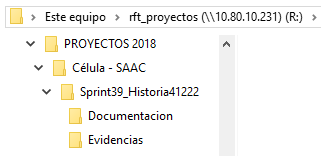 Este equipo > rft_proyectos (\\10.80.10.231) (R:) >
PROYECTOS 2018
Célula - SAAC
Sprint39_Historia41222
Documentacion
Evidencias